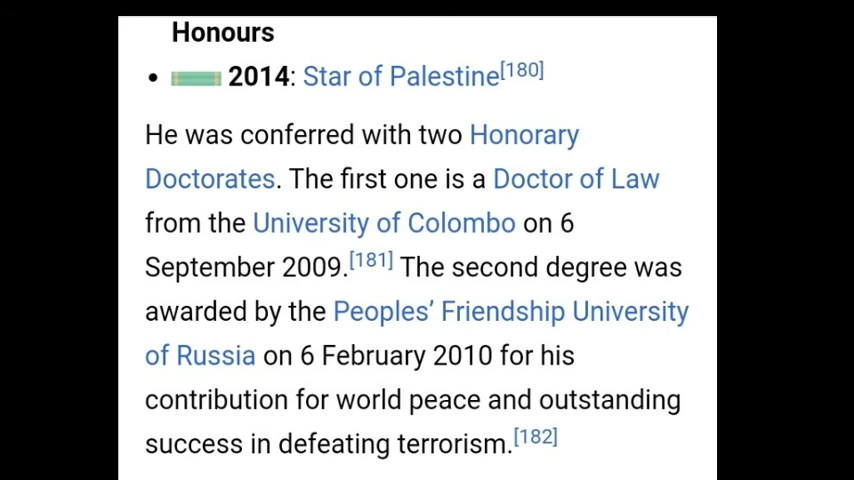 Honours
• 2014: Star of Palestine[180]
He was conferred with two Honorary
Doctorates. The first one is a Doctor of Law
from the University of Colombo on 6
September 2009.[181] The second degree was
awarded by the Peoples’ Friendship University
of Russia on 6 February 2010 for his
contribution for world peace and outstanding
success in defeating terrorism.[182]